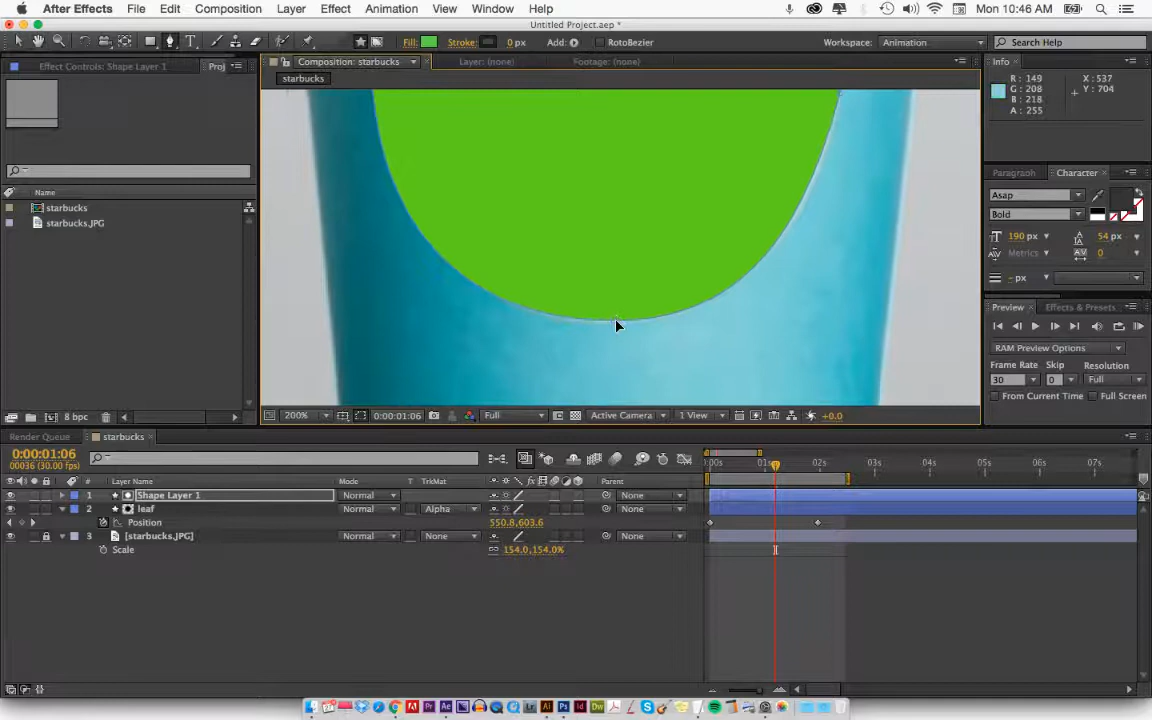 After Effects File Edit Composition Layer Effect Animation View Window Help Mon 10:46 AM
Untitled Project.aep *
Fill: Stroke: 0 px Add: RotoBezier Workspace: Animation Search Help
Effect Controls: Shape Layer 1 Proj Composition: starbucks Layer: (none) Footage: (none) Info
starbucks
R : 149 X : 537
G : 208 Y : 704
B : 218
A : 255
Paragraph Character
Name
Asap
starbucks
Bold
starbucks.JPG
190 px 54 px
Metrics 0
- px
Preview Effects & Presets
RAM Preview Options
Frame Rate Skip Resolution
30 0 Full
From Current Time Full Screen
8 bpc 200% 0:00:01:06 Full Active Camera 1 View +0.0
Render Queue starbucks
0:00:01:06
00036 (30.00 fps)
:00s 01s 02s 03s 04s 05s 06s 07s
# Layer Name Mode T TrkMat Parent
1 Shape Layer 1 Normal None
2 leaf Normal Alpha None
Position 550.8,603.6
3 [starbucks.JPG] Normal None None
Scale 154.0,154.0%